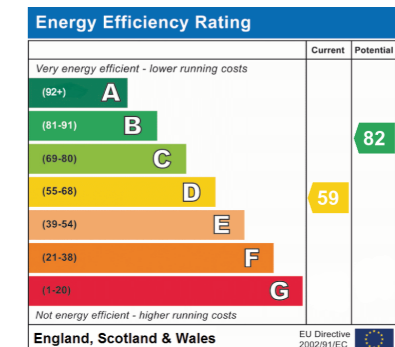 Energy Efficiency Rating
Current Potential
Very energy efficient - lower running costs
(92+) A
(81-91) B
82
(69-80) C
(55-68) D
59
(39-54) E
(21-38) F
(1-20) G
Not energy efficient - higher running costs
England, Scotland & Wales
EU Directive
2002/91/EC